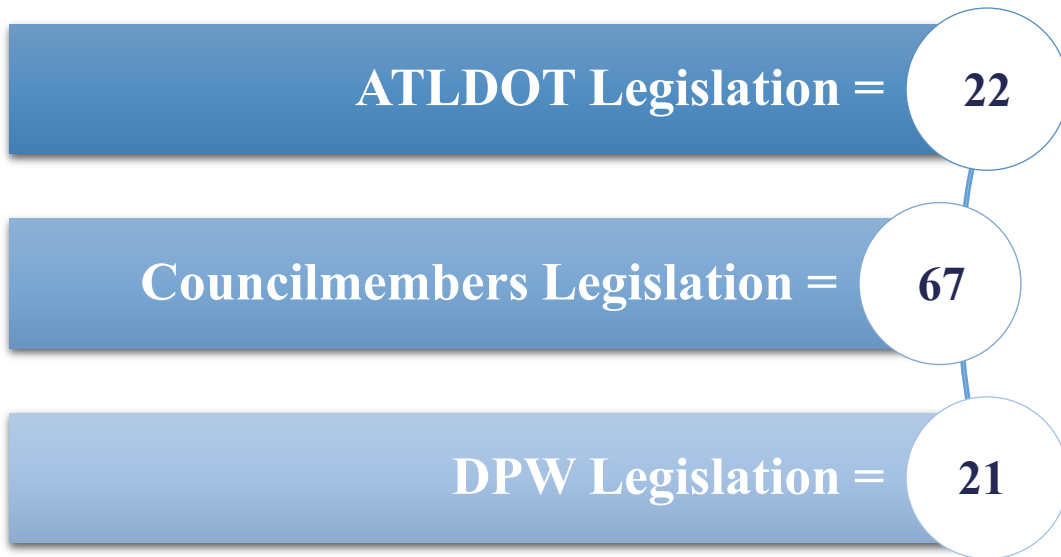 ATLDOT Legislation = 22
Councilmembers Legislation = 67
DPW Legislation = 21